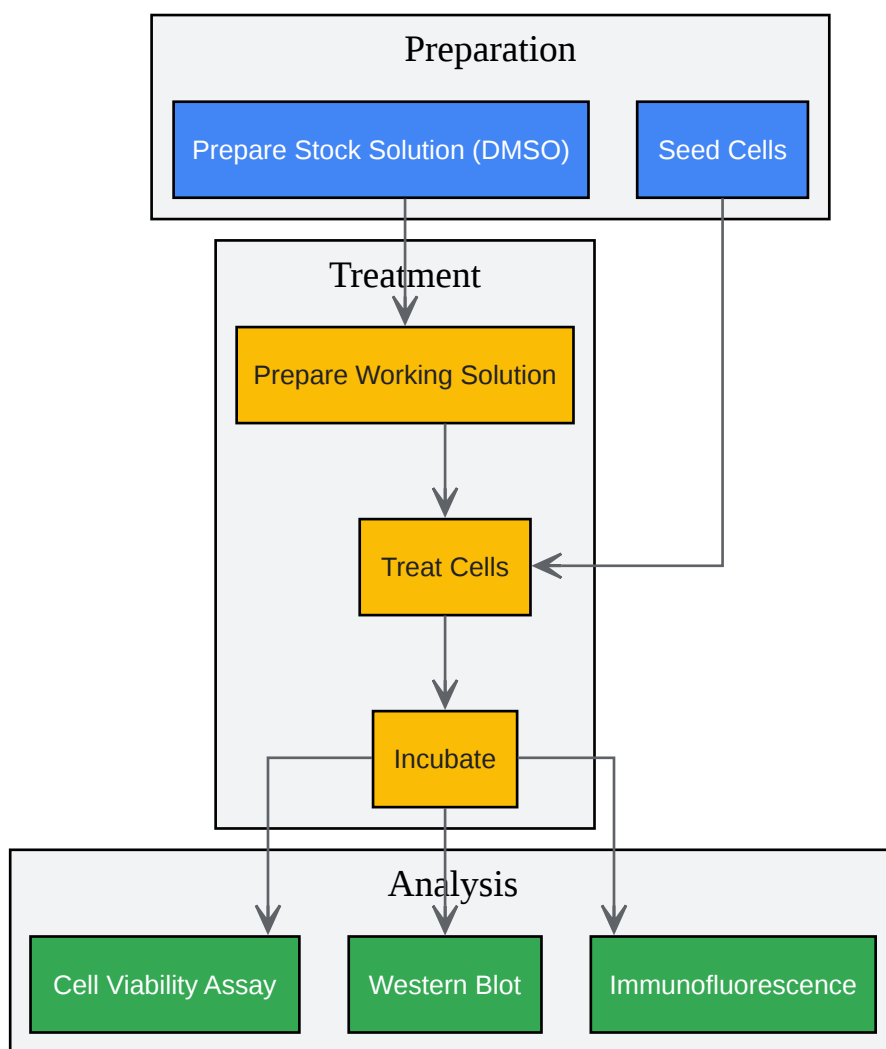 Preparation
Prepare Stock Solution (DMSO)
Seed Cells
Treatment
Prepare Working Solution
Treat Cells
Incubate
Analysis
Cell Viability Assay
Western Blot
Immunofluorescence